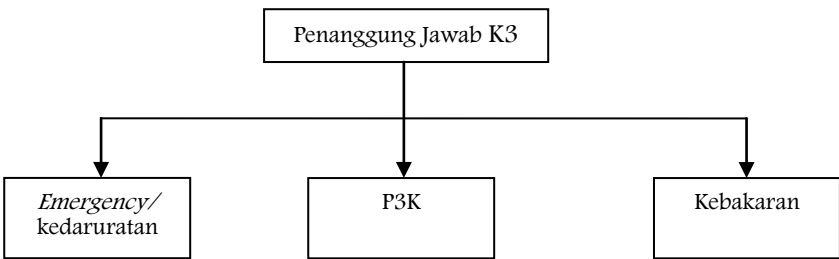 Penanggung Jawab K3
Emergency/
kedaruratan
P3K
Kebakaran